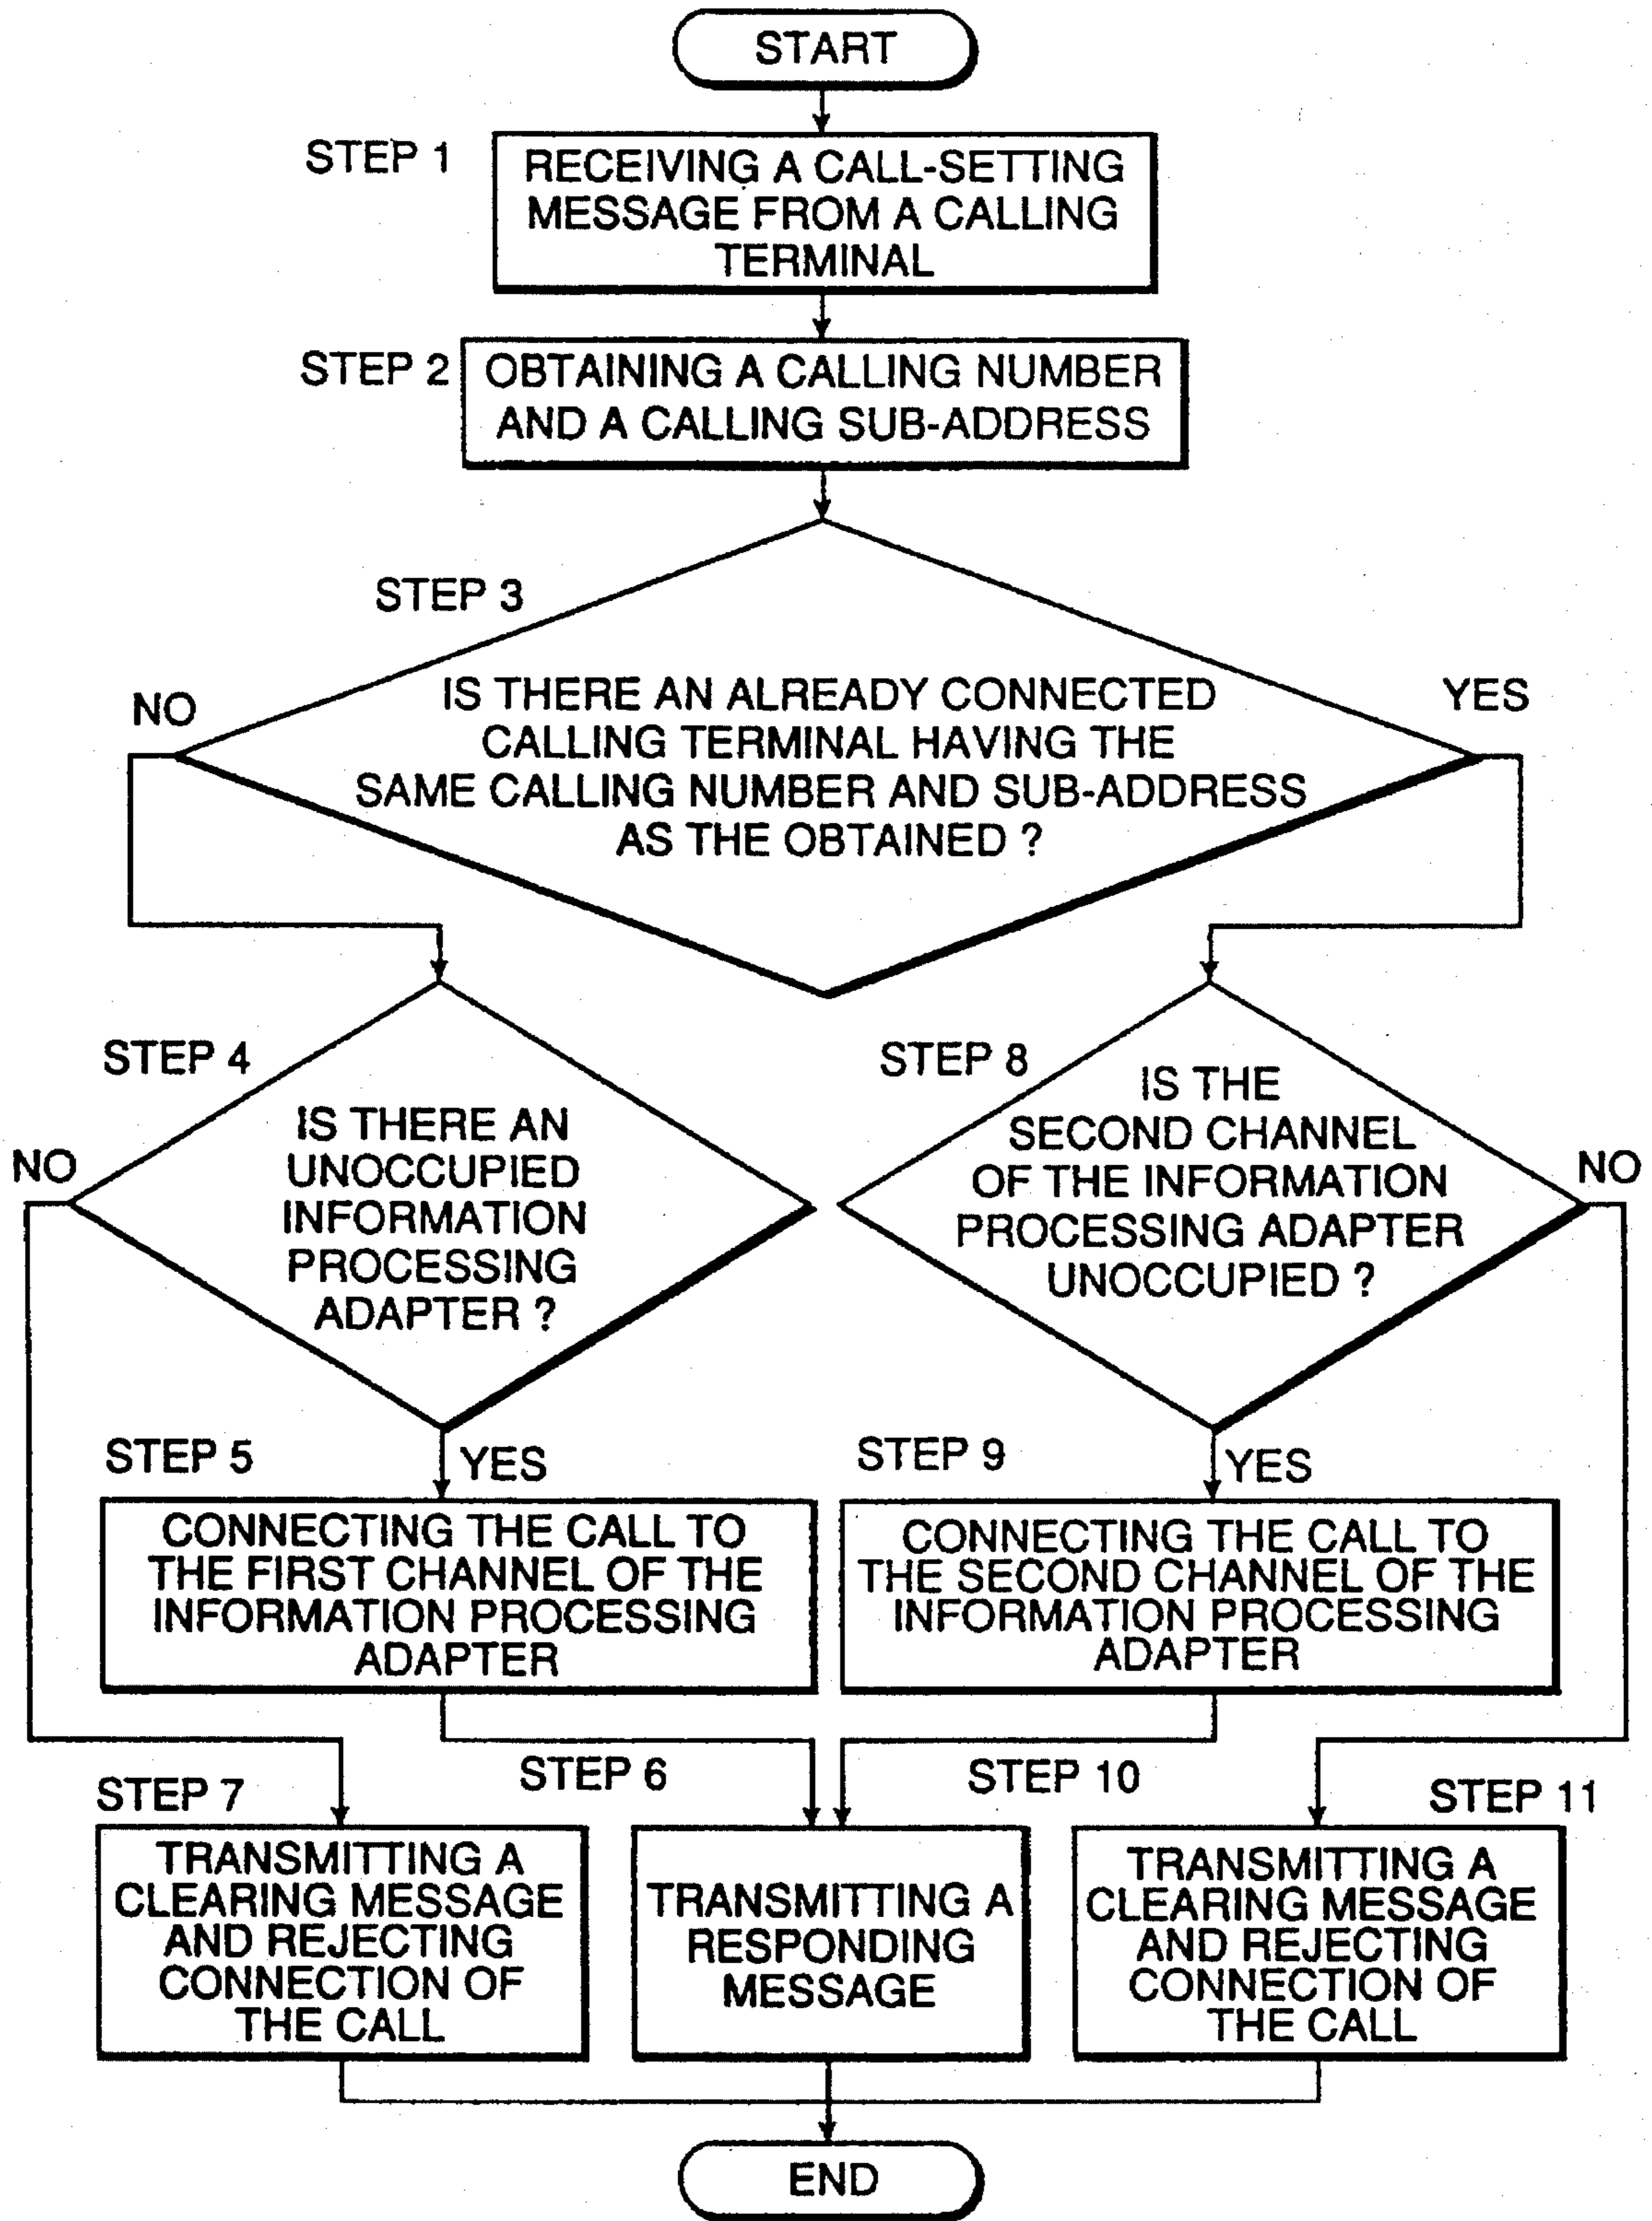 START
STEP 1
RECEIVING A CALL-SETTING
MESSAGE FROM A CALLING
TERMINAL
STEP 2
OBTAINING A CALLING NUMBER
AND A CALLING SUB-ADDRESS
STEP 3
NO
IS THERE AN ALREADY CONNECTED
CALLING TERMINAL HAVING THE
SAME CALLING NUMBER AND SUB-ADDRESS
AS THE OBTAINED ?
YES
STEP 4
NO
IS THERE AN
UNOCCUPIED
INFORMATION
PROCESSING
ADAPTER ?
STEP 8
IS THE
SECOND CHANNEL
OF THE INFORMATION
PROCESSING ADAPTER
UNOCCUPIED ?
NO
STEP 5
YES
CONNECTING THE CALL TO
THE FIRST CHANNEL OF THE
INFORMATION PROCESSING
ADAPTER
STEP 9
YES
CONNECTING THE CALL TO
THE SECOND CHANNEL OF THE
INFORMATION PROCESSING
ADAPTER
STEP 7
TRANSMITTING A
CLEARING MESSAGE
AND REJECTING
CONNECTION OF
THE CALL
STEP 6
STEP 10
TRANSMITTING A
RESPONDING
MESSAGE
STEP 11
TRANSMITTING A
CLEARING MESSAGE
AND REJECTING
CONNECTION OF
THE CALL
END